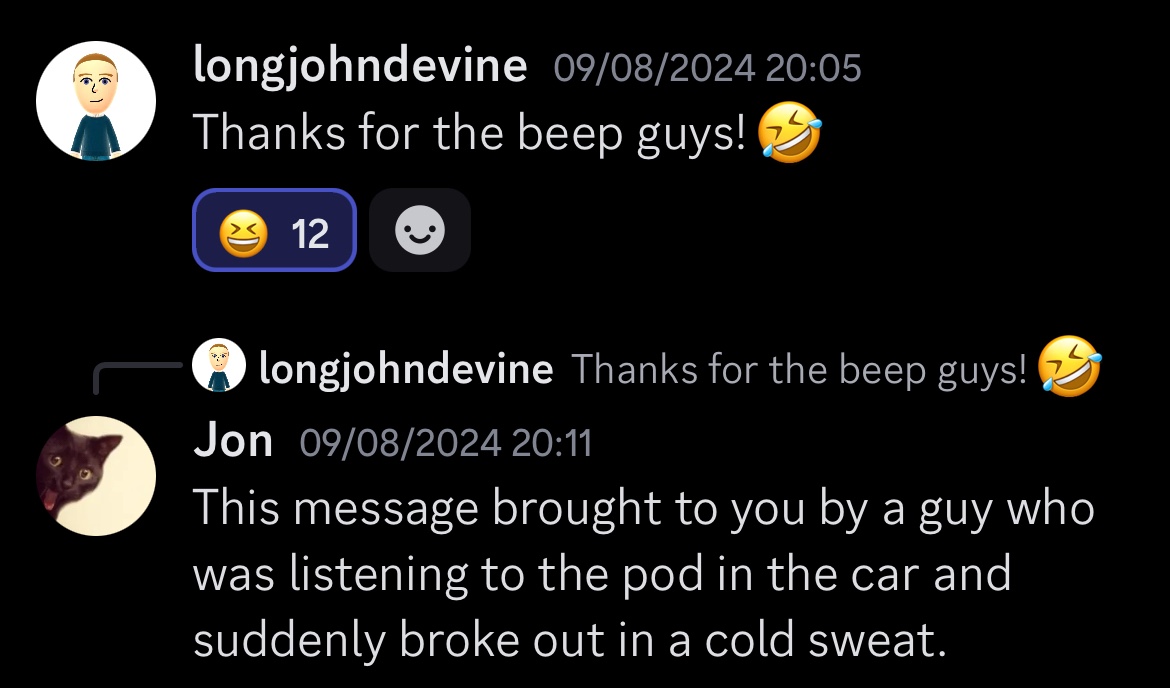 longjohndevine 09/08/2024 20:05
Thanks for the beep guys! 🤣
😆 12
longjohndevine Thanks for the beep guys! 🤣
Jon 09/08/2024 20:11
This message brought to you by a guy who
was listening to the pod in the car and
suddenly broke out in a cold sweat.